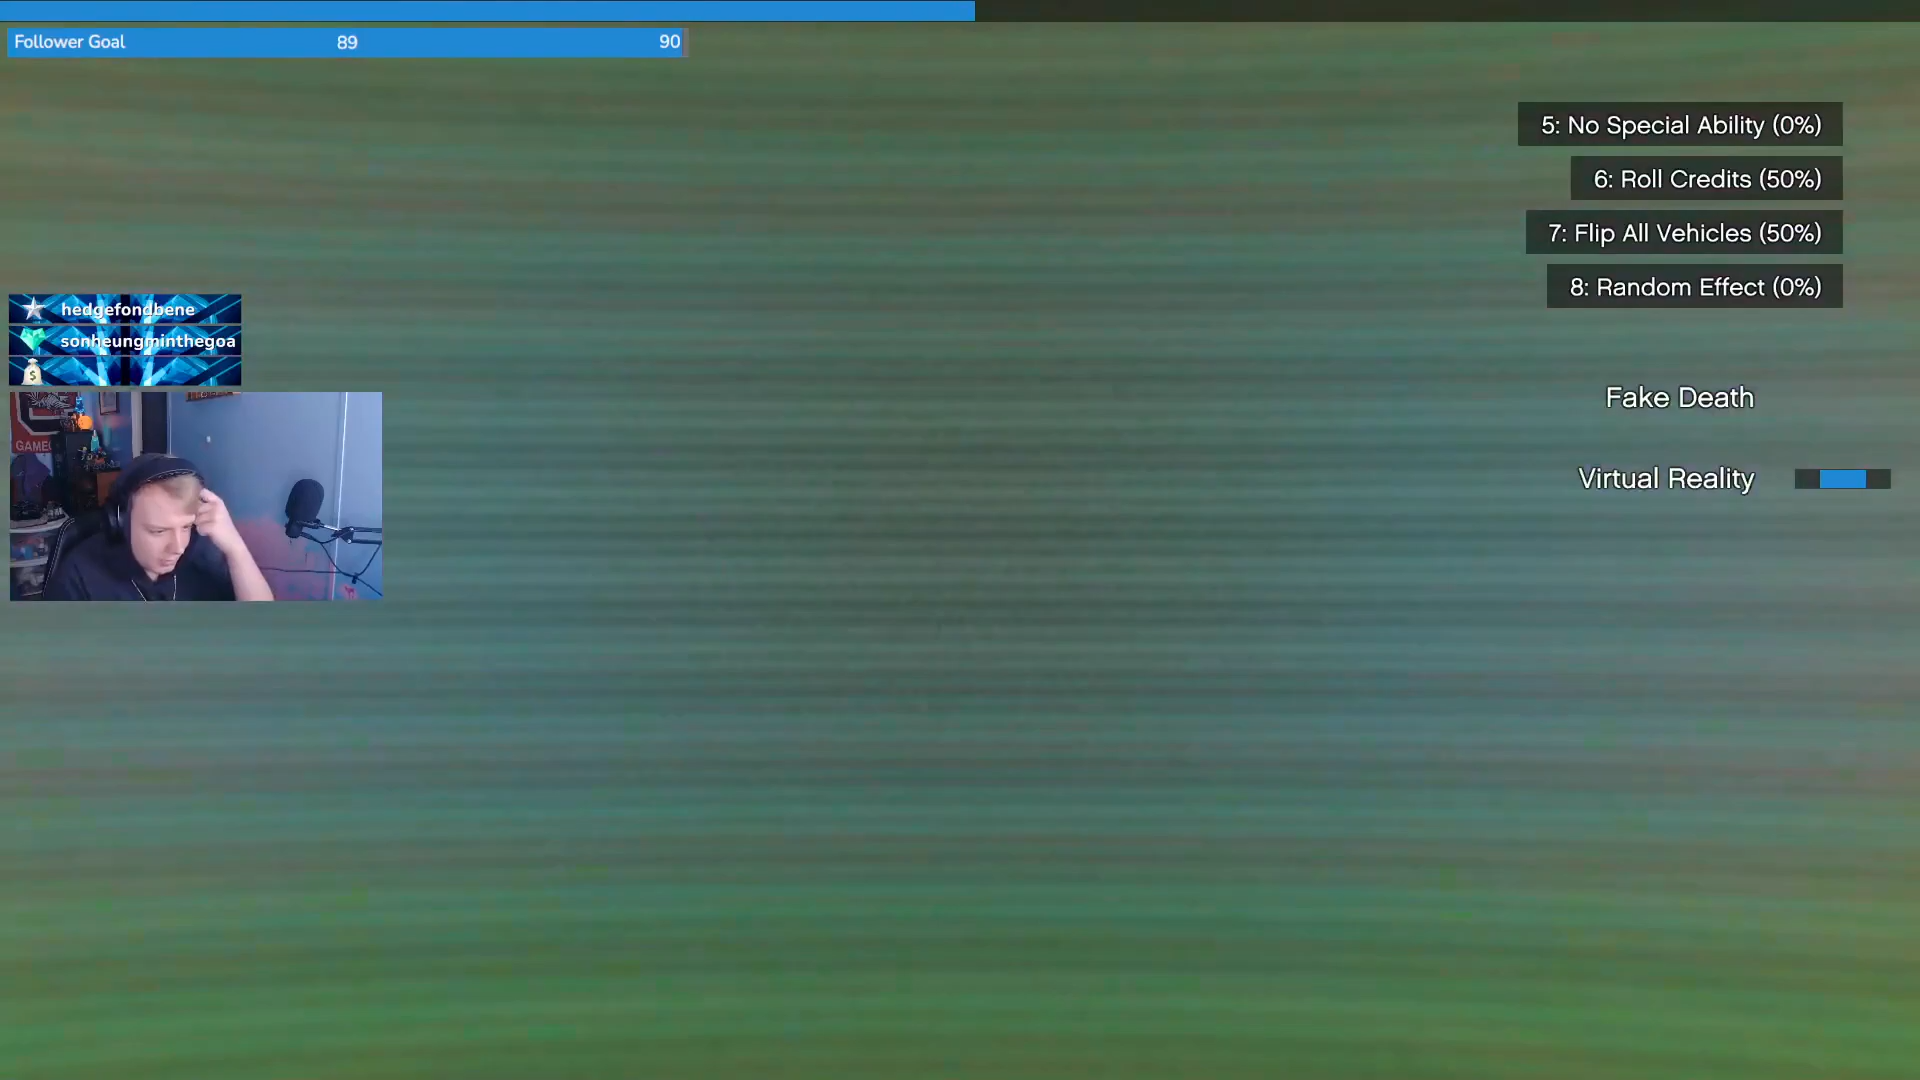 Follower Goal 89 90
5: No Special Ability (0%)
6: Roll Credits (50%)
7: Flip All Vehicles (50%)
8: Random Effect (0%)
hedgefondbene
sonheungminthegoa
Fake Death
GAME
Virtual Reality